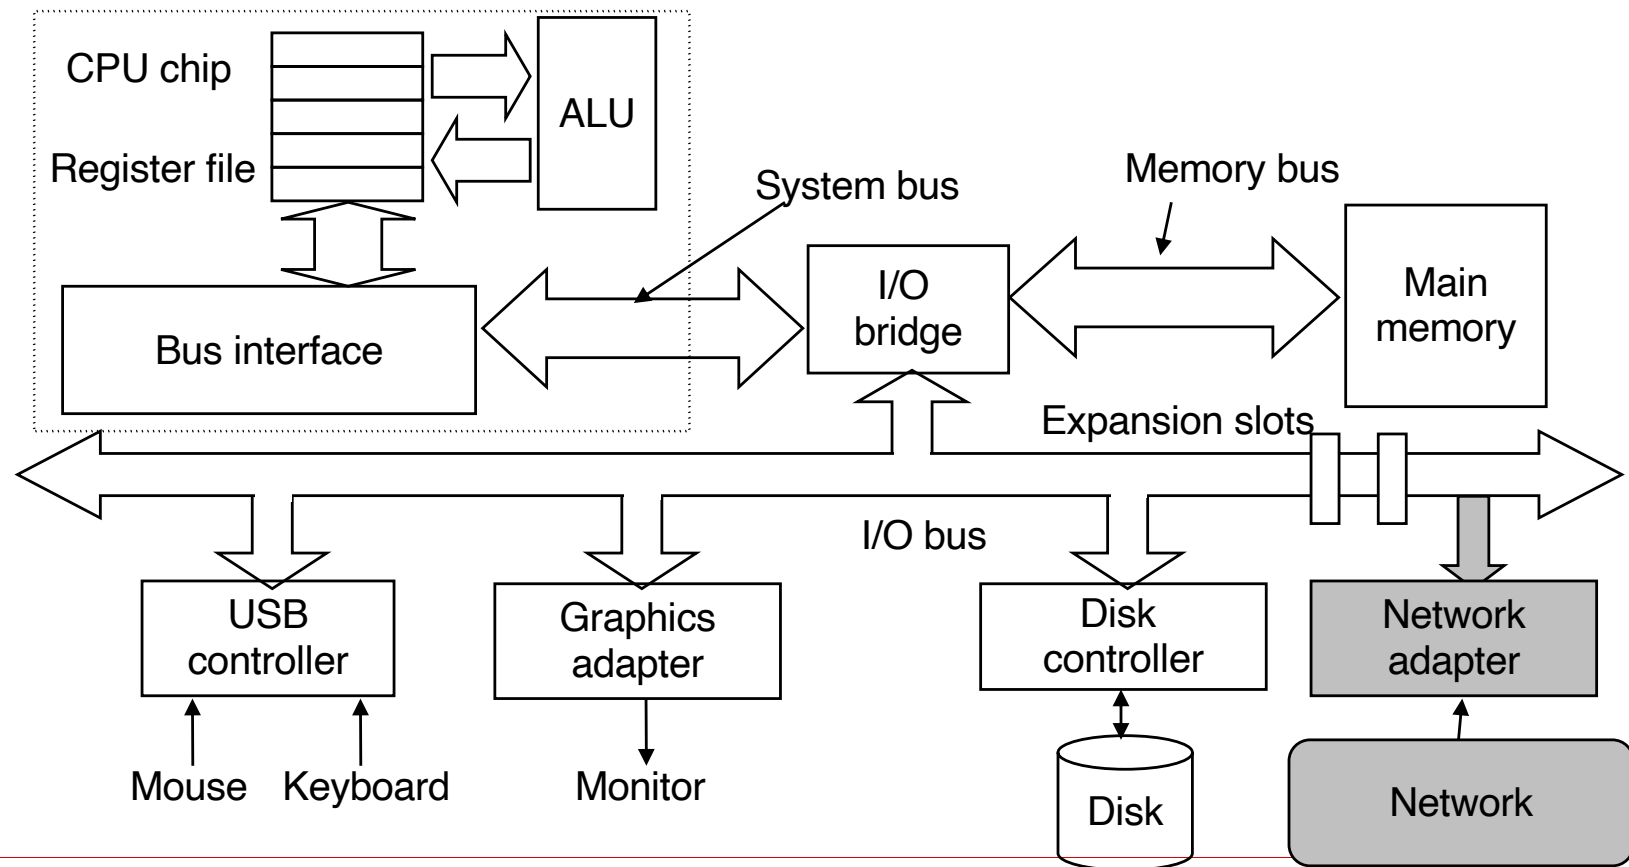 CPU chip
ALU
Register file
System bus
Memory bus
I/O
bridge
Main
memory
Bus interface
Expansion slots
I/O bus
USB
controller
Graphics
adapter
Disk
controller
Network
adapter
Mouse
Keyboard
Monitor
Disk
Network